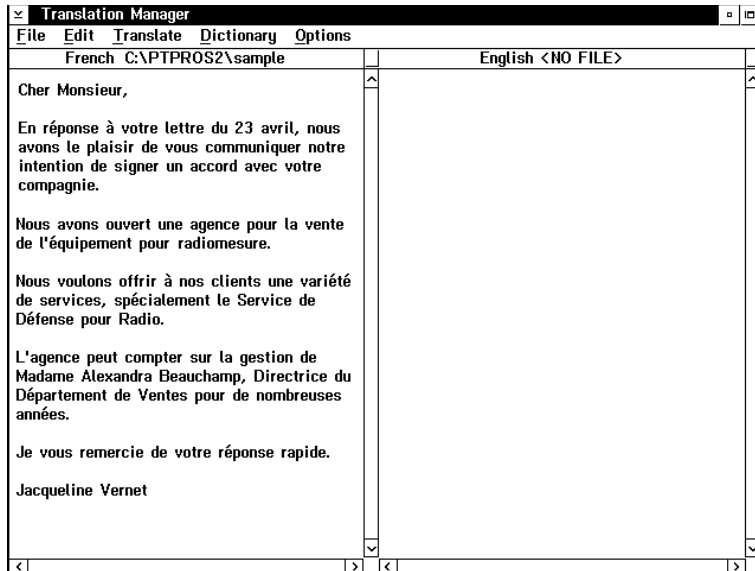 Translation Manager
File Edit Translate Dictionary Options
French C:\PTPROS2\sample
English <NO FILE>
Cher Monsieur,
En réponse à votre lettre du 23 avril, nous
avons le plaisir de vous communiquer notre
intention de signer un accord avec votre
compagnie.
Nous avons ouvert une agence pour la vente
de l'équipement pour radiomesure.
Nous voulons offrir à nos clients une variété
de services, spécialement le Service de
Défense pour Radio.
L'agence peut compter sur la gestion de
Madame Alexandra Beauchamp, Directrice du
Département de Ventes pour de nombreuses
années.
Je vous remercie de votre réponse rapide.
Jacqueline Vernet